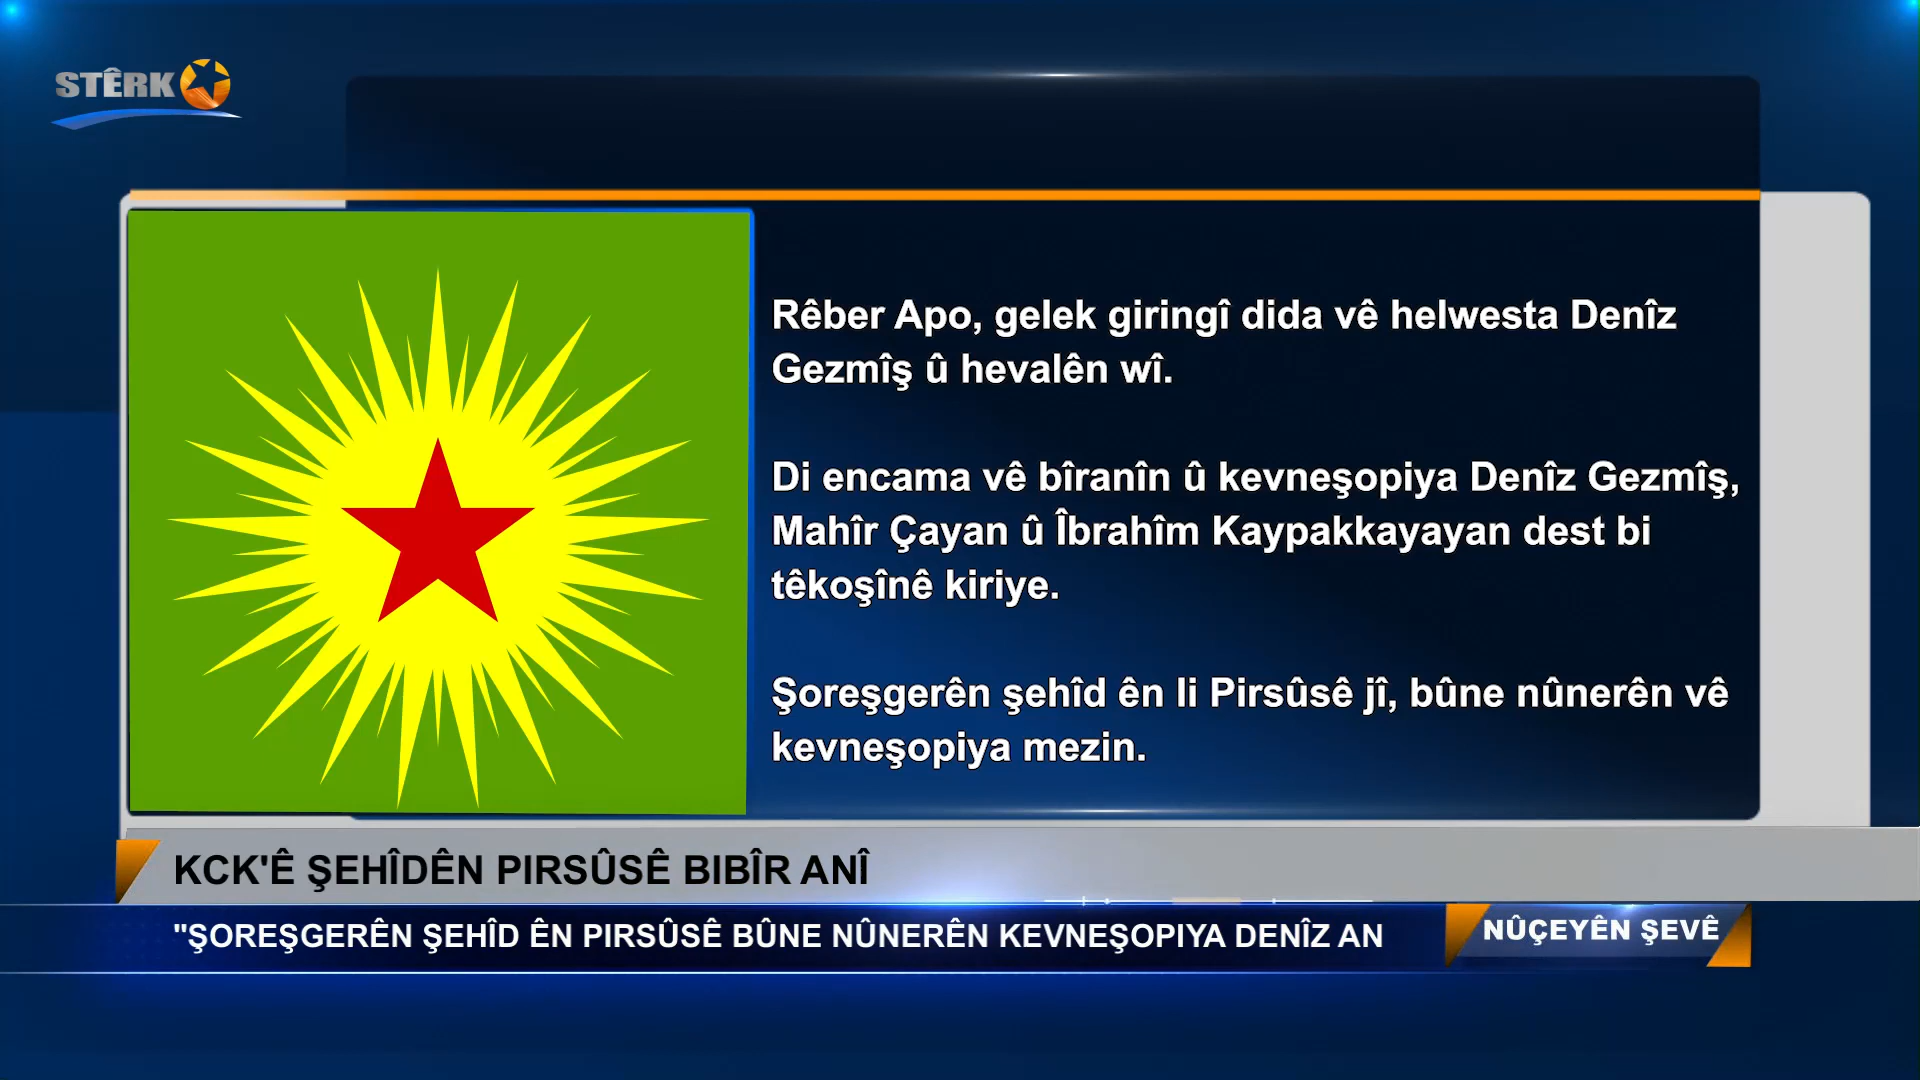 STÊRK
Rêber Apo, gelek giringî dida vê helwesta Denîz
Gezmîş û hevalên wî.
Di encama vê bîranîn û kevneşopiya Denîz Gezmîş,
Mahîr Çayan û Îbrahîm Kaypakkayayan dest bi
têkoşînê kiriye.
Şoreşgerên şehîd ên li Pirsûsê jî, bûne nûnerên vê
kevneşopiya mezin.
KCK'Ê ŞEHÎDÊN PIRSÛSÊ BIBÎR ANÎ
"ŞOREŞGERÊN ŞEHÎD ÊN PIRSÛSÊ BÛNE NÛNERÊN KEVNEŞOPIYA DENÎZ AN
NÛÇEYÊN ŞEVÊ